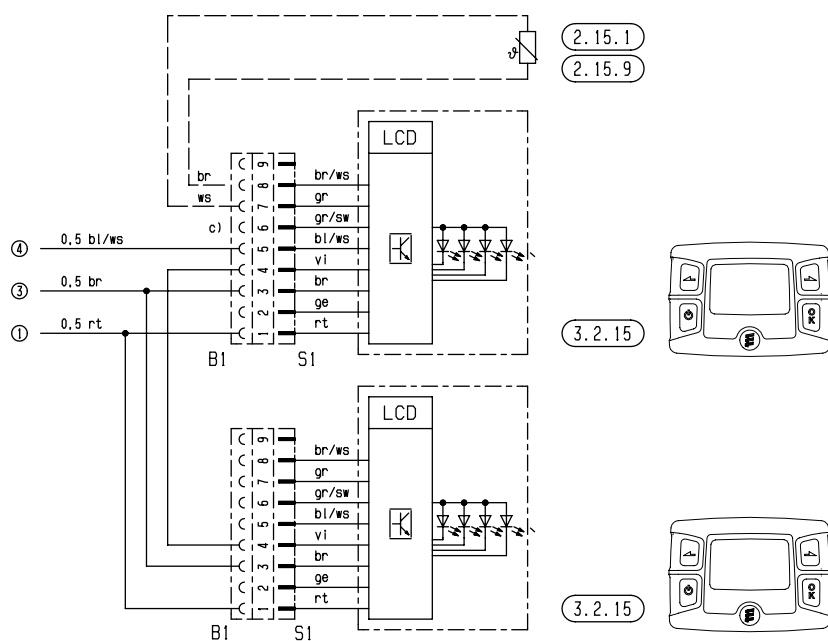 ϑ
2.15.1
2.15.9
LCD
9
br 8 br/ws
ws 7 gr
c) 6 gr/sw
④ 0,5 bl/ws 5 bl/ws
4 vi
③ 0,5 br 3 br
2 ge
① 0,5 rt 1 rt
B1 S1
3.2.15
OK
LCD
9
8 br/ws
7 gr
6 gr/sw
5 bl/ws
4 vi
3 br
2 ge
1 rt
B1 S1
3.2.15
OK